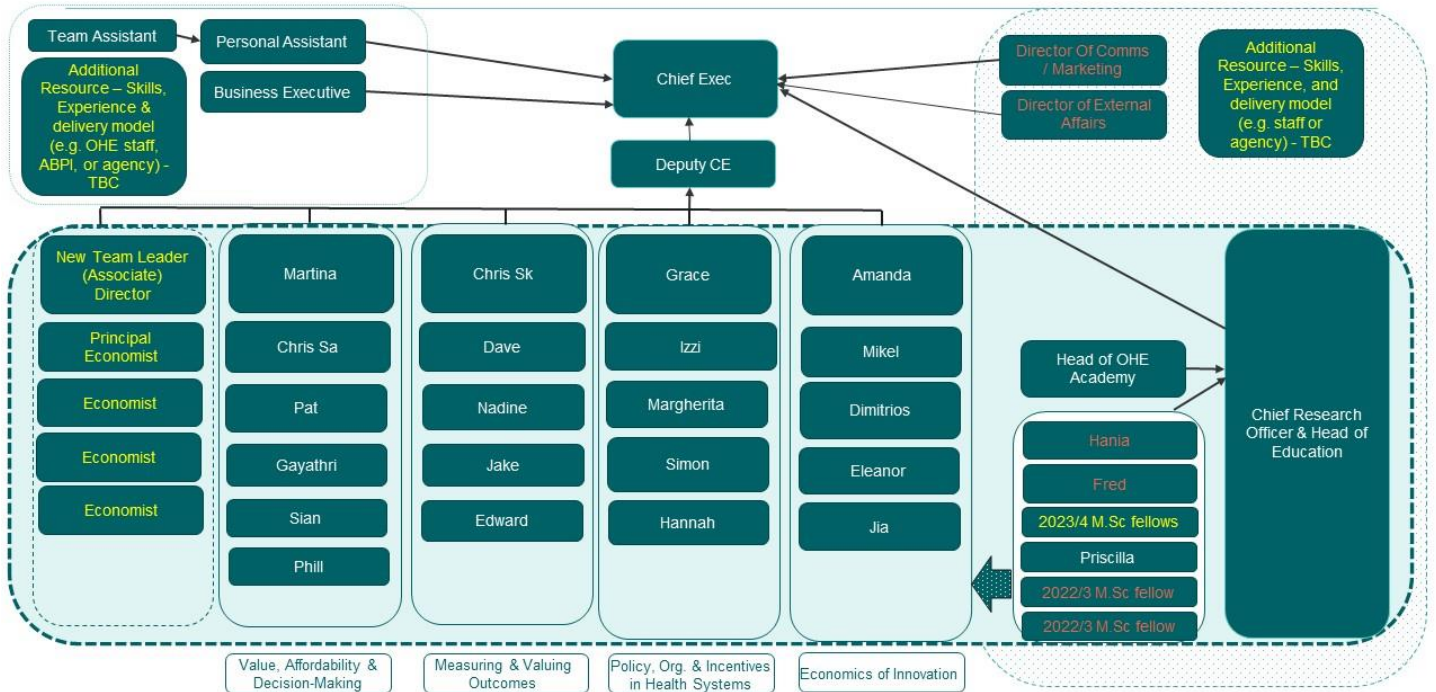 Team Assistant
Personal Assistant
Additional
Resource – Skills,
Experience &
delivery model
(e.g. OHE staff,
ABPI, or agency) -
TBC
Business Executive
Chief Exec
Deputy CE
Director Of Comms
/ Marketing
Director of External
Affairs
Additional
Resource – Skills,
Experience, and
delivery model
(e.g. staff or
agency) - TBC
New Team Leader
(Associate)
Director
Principal
Economist
Economist
Economist
Economist
Martina
Chris Sa
Pat
Gayathri
Sian
Phill
Value, Affordability &
Decision-Making
Chris Sk
Dave
Nadine
Jake
Edward
Measuring & Valuing
Outcomes
Grace
Izzi
Margherita
Simon
Hannah
Policy, Org. & Incentives
in Health Systems
Amanda
Mikel
Dimitrios
Eleanor
Jia
Economics of Innovation
Head of OHE
Academy
Hania
Fred
2023/4 M.Sc fellows
Priscilla
2022/3 M.Sc fellow
2022/3 M.Sc fellow
Chief Research
Officer & Head of
Education